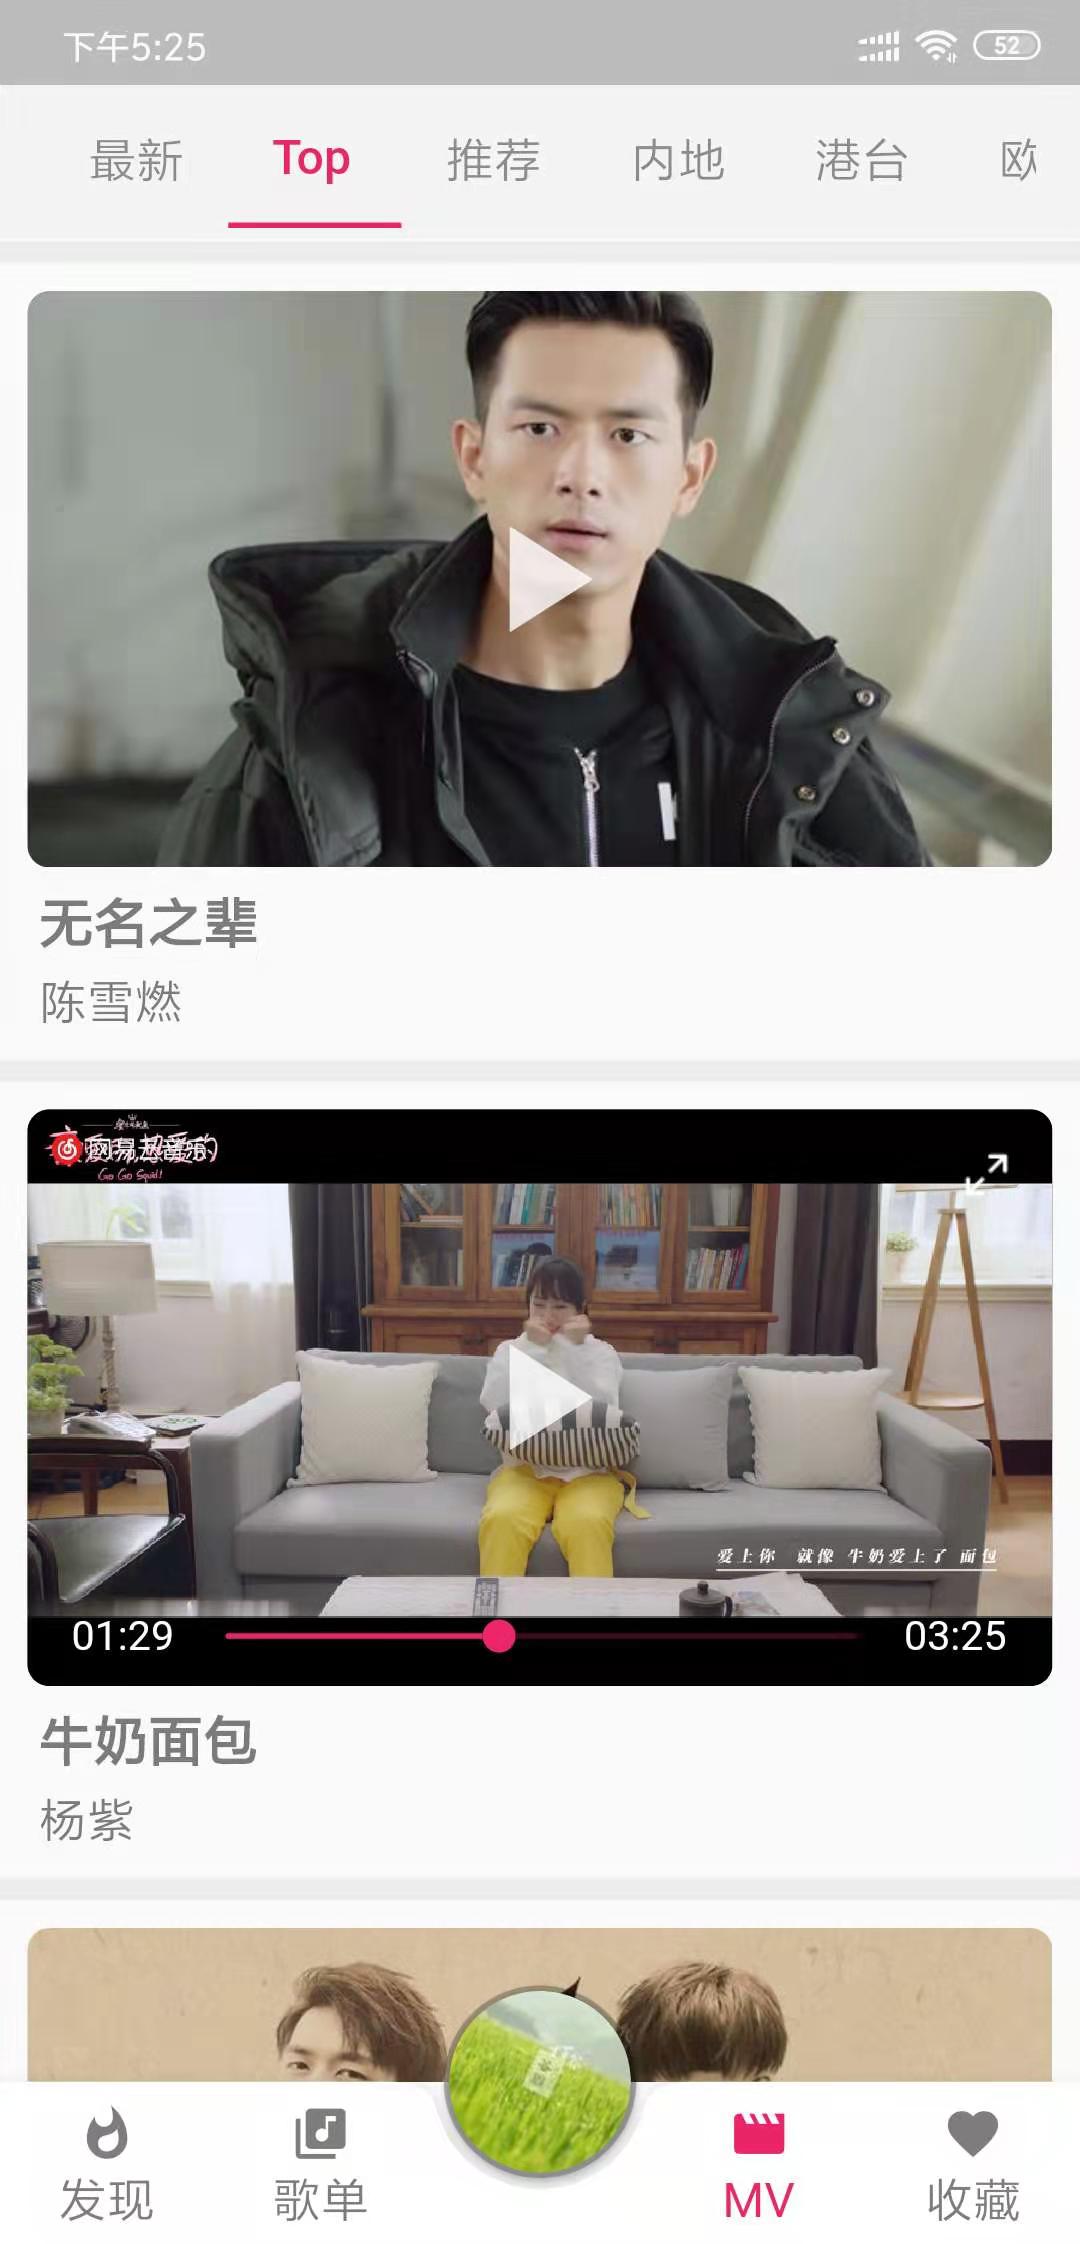 下午5:25
52
最新 Top 推荐 内地 港台 欧
无名之辈
陈雪燃
网易云音乐
Go Go Squid!
爱上你 就像 牛奶爱上了 面包
01:29 03:25
牛奶面包
杨紫
发现 歌单 MV 收藏